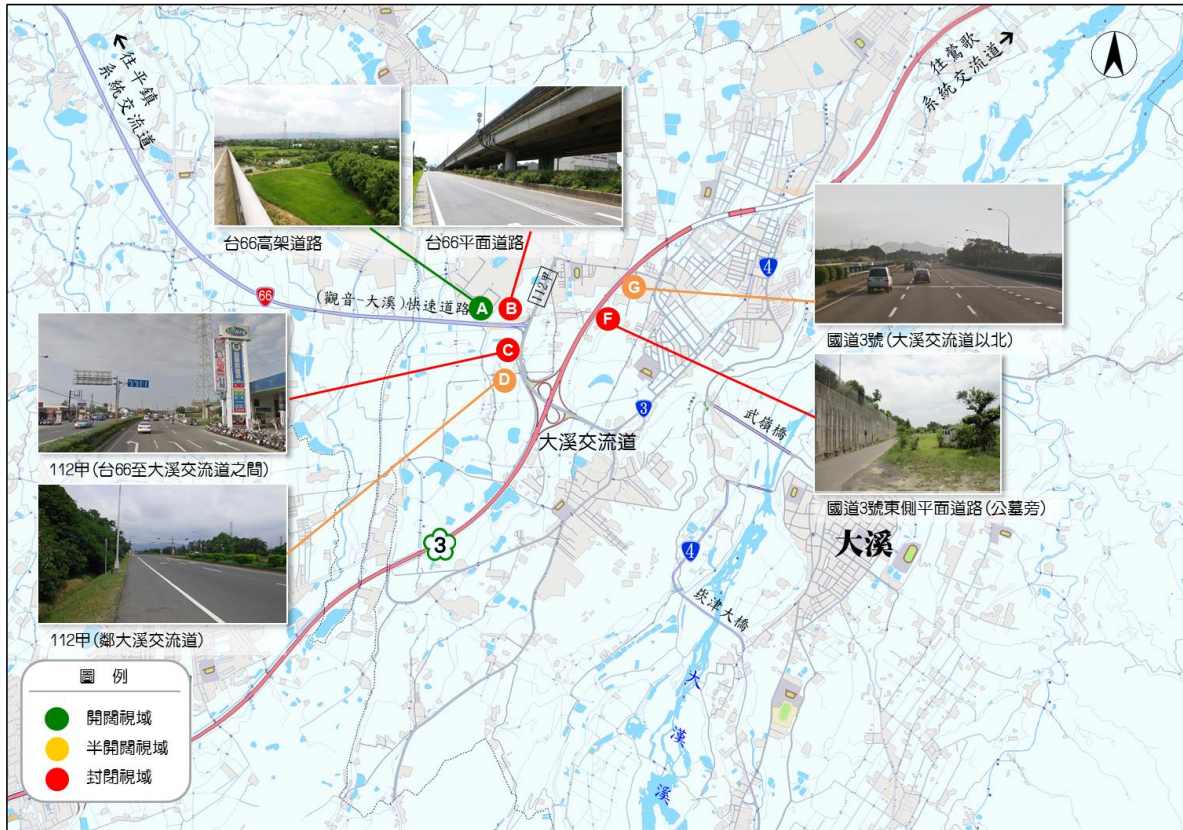 往平鎮
系統交流道
往鶯歌
系統交流道
台66高架道路
台66平面道路
4
66
(觀音-大溪)快速道路
112甲
A
B
C
D
G
F
國道3號(大溪交流道以北)
112甲(台66至大溪交流道之間)
3
武嶺橋
大溪交流道
國道3號東側平面道路(公墓旁)
大溪
3
4
崁津大橋
112甲(鄰大溪交流道)
大
漢
溪
圖 例
開闊視域
半開闊視域
封閉視域